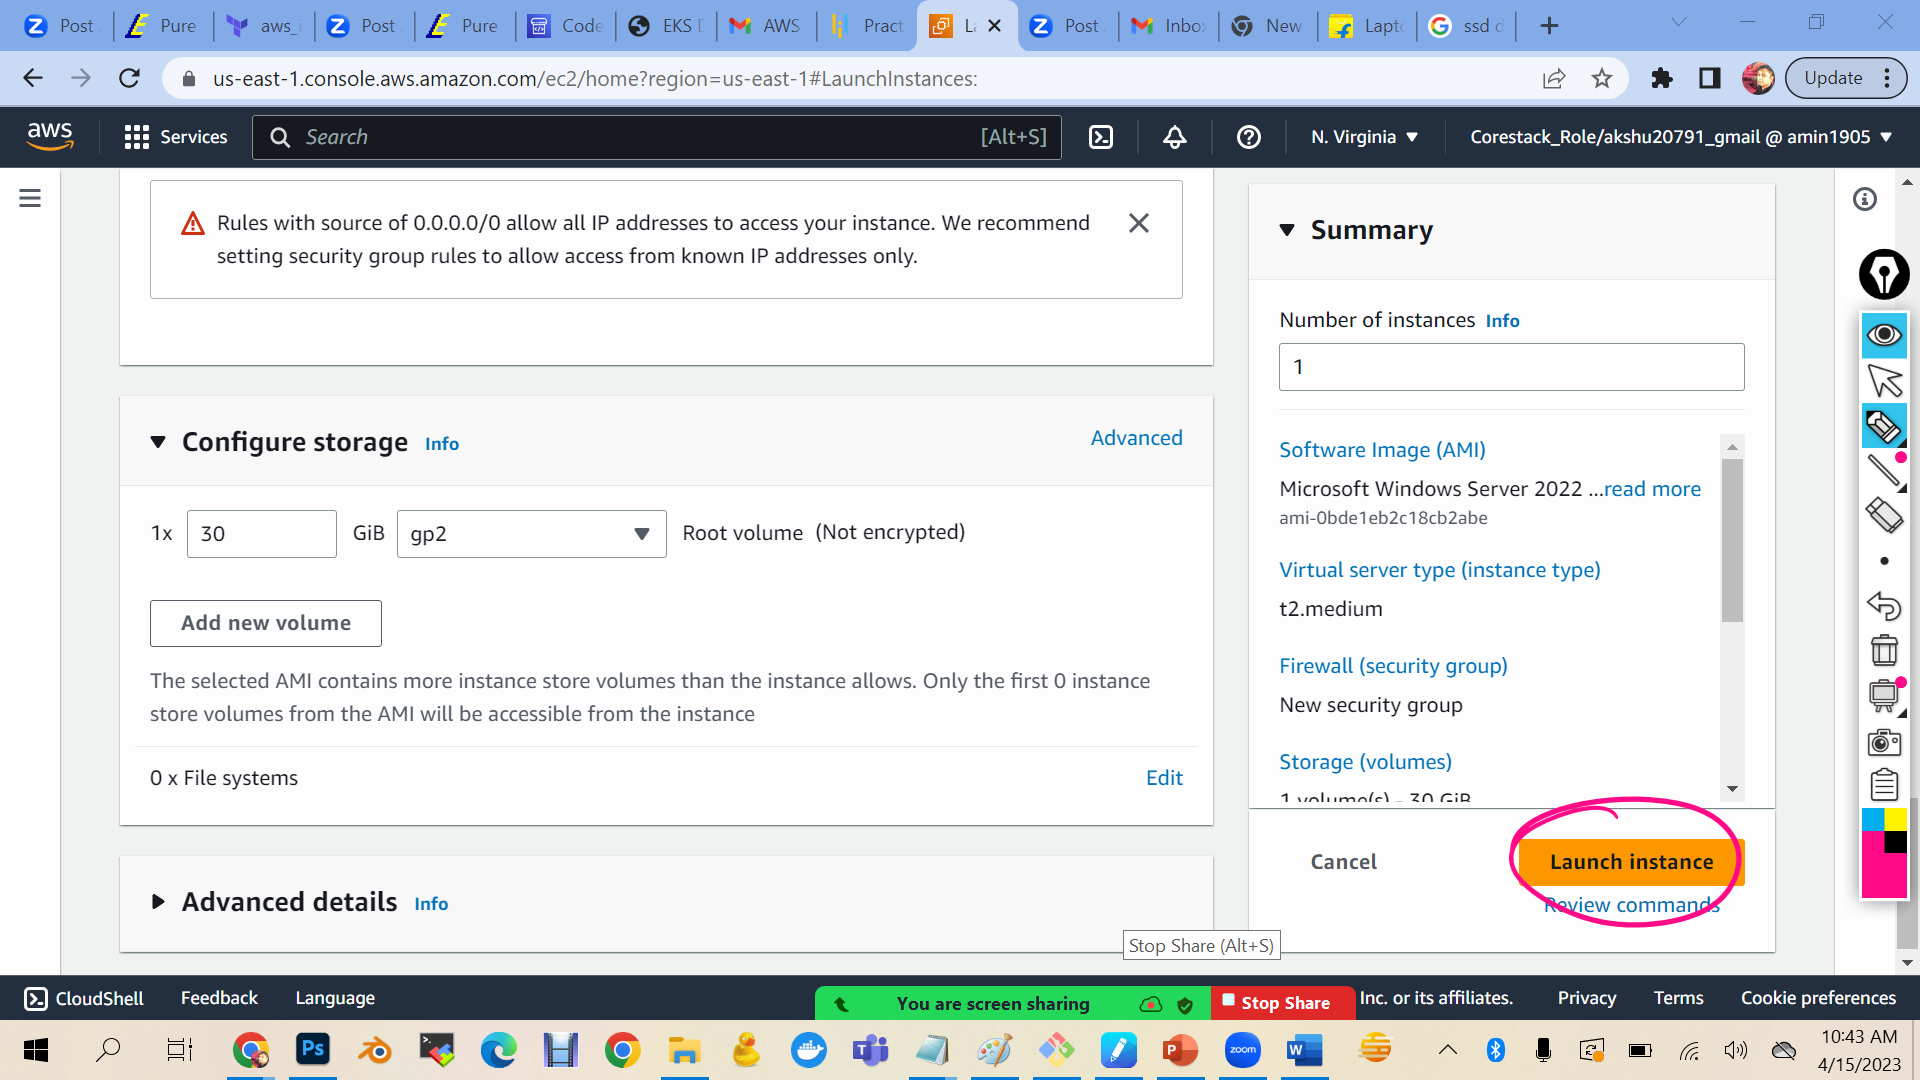 Post
Pure
aws_i
Post
Pure
Code
EKS D
AWS
Pract
La
Post
Inbo
New
Lapto
ssd d
us-east-1.console.aws.amazon.com/ec2/home?region=us-east-1#LaunchInstances:
Update
aws
Services
Search
[Alt+S]
N. Virginia
Corestack_Role/akshu20791_gmail @ amin1905
Rules with source of 0.0.0.0/0 allow all IP addresses to access your instance. We recommend
setting security group rules to allow access from known IP addresses only.
Configure storage Info
Advanced
1x 30 GiB gp2 Root volume (Not encrypted)
Add new volume
The selected AMI contains more instance store volumes than the instance allows. Only the first 0 instance
store volumes from the AMI will be accessible from the instance
0 x File systems
Edit
Advanced details Info
Summary
Number of instances Info
1
Software Image (AMI)
Microsoft Windows Server 2022 ...read more
ami-0bde1eb2c18cb2abe
Virtual server type (instance type)
t2.medium
Firewall (security group)
New security group
Storage (volumes)
1 volume(s) - 30 GiB
Cancel
Launch instance
Review commands
Stop Share (Alt+S)
CloudShell
Feedback
Language
You are screen sharing
Stop Share
Inc. or its affiliates.
Privacy
Terms
Cookie preferences
Ps
zoom
10:43 AM
4/15/2023